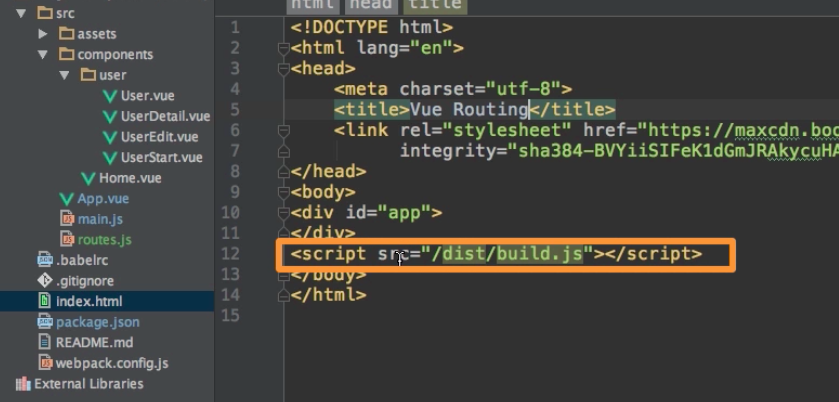 src
assets
components
user
User.vue
UserDetail.vue
UserEdit.vue
UserStart.vue
Home.vue
App.vue
main.js
routes.js
.babelrc
.gitignore
index.html
package.json
README.md
webpack.config.js
External Libraries
html head title
1 <!DOCTYPE html>
2 <html lang="en">
3 <head>
4 <meta charset="utf-8">
5 <title>Vue Routing</title>
6 <link rel="stylesheet" href="https://maxcdn.boo
7 integrity="sha384-BVYiiSIFeK1dGmJRAkycuHA
8 </head>
9 <body>
10 <div id="app">
11 </div>
12 <script src="/dist/build.js"></script>
13 </body>
14 </html>
15